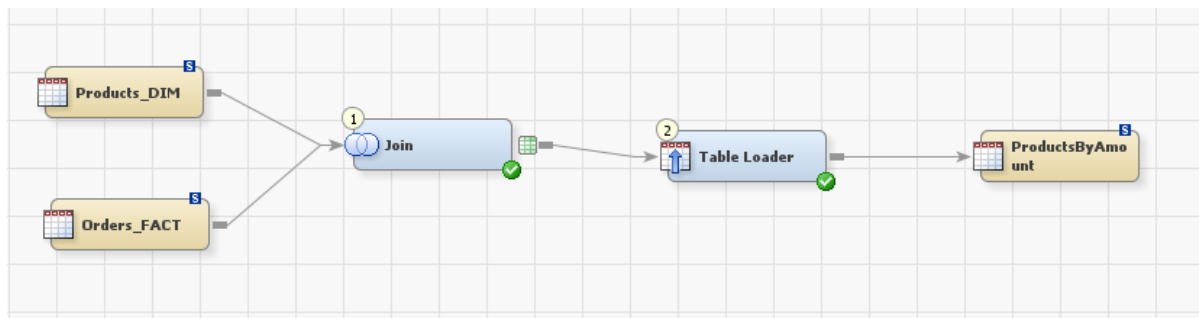 S
Products_DIM
1
Join
S
Orders_FACT
2
Table Loader
S
ProductsByAmo
unt